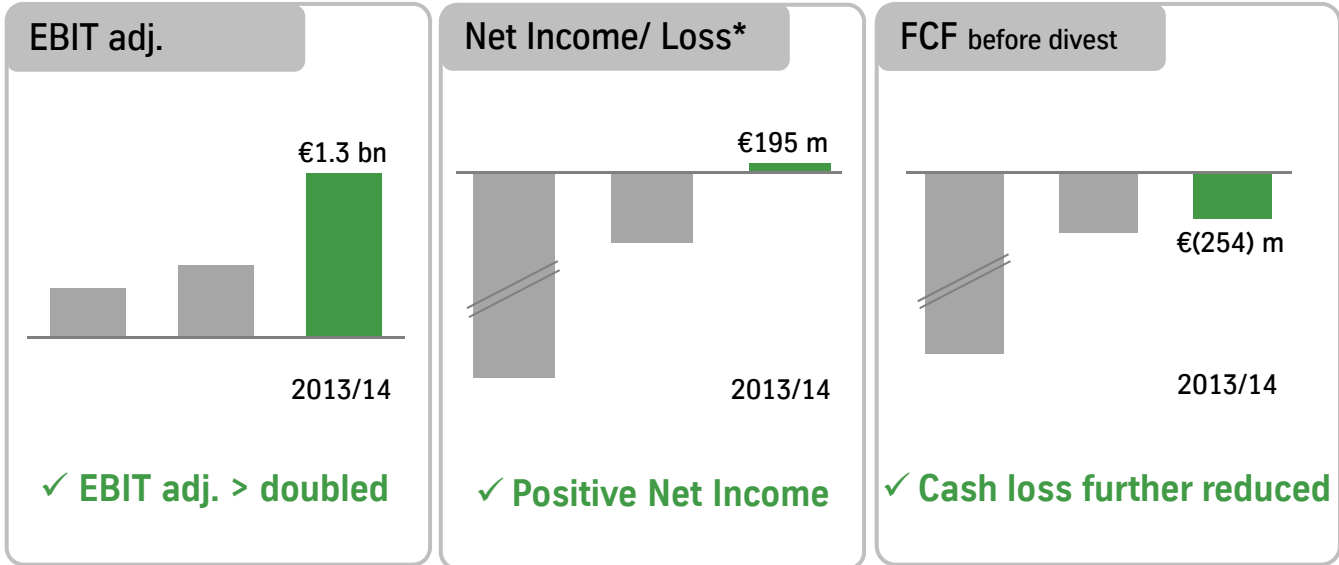 EBIT adj.
€1.3 bn
2013/14
✓ EBIT adj. > doubled
Net Income/ Loss*
€195 m
2013/14
✓ Positive Net Income
FCF before divest
€(254) m
2013/14
✓ Cash loss further reduced